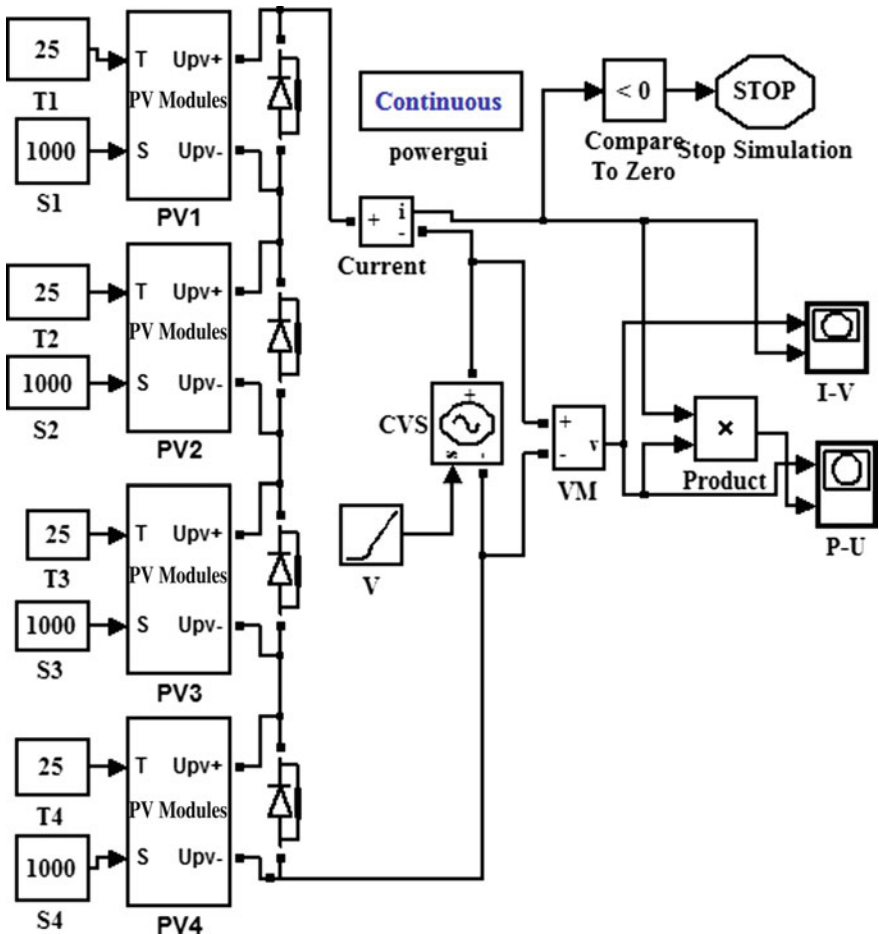 25
T1
1000
S1
T Upv+
PV Modules
S Upv-
PV1
25
T2
1000
S2
T Upv+
PV Modules
S Upv-
PV2
25
T3
1000
S3
T Upv+
PV Modules
S Upv-
PV3
25
T4
1000
S4
T Upv+
PV Modules
S Upv-
PV4
Continuous
powergui
< 0
Compare
To Zero
STOP
Stop Simulation
+ i
-
Current
CVS
+
s -
V
+
v
-
VM
×
Product
I-V
P-U